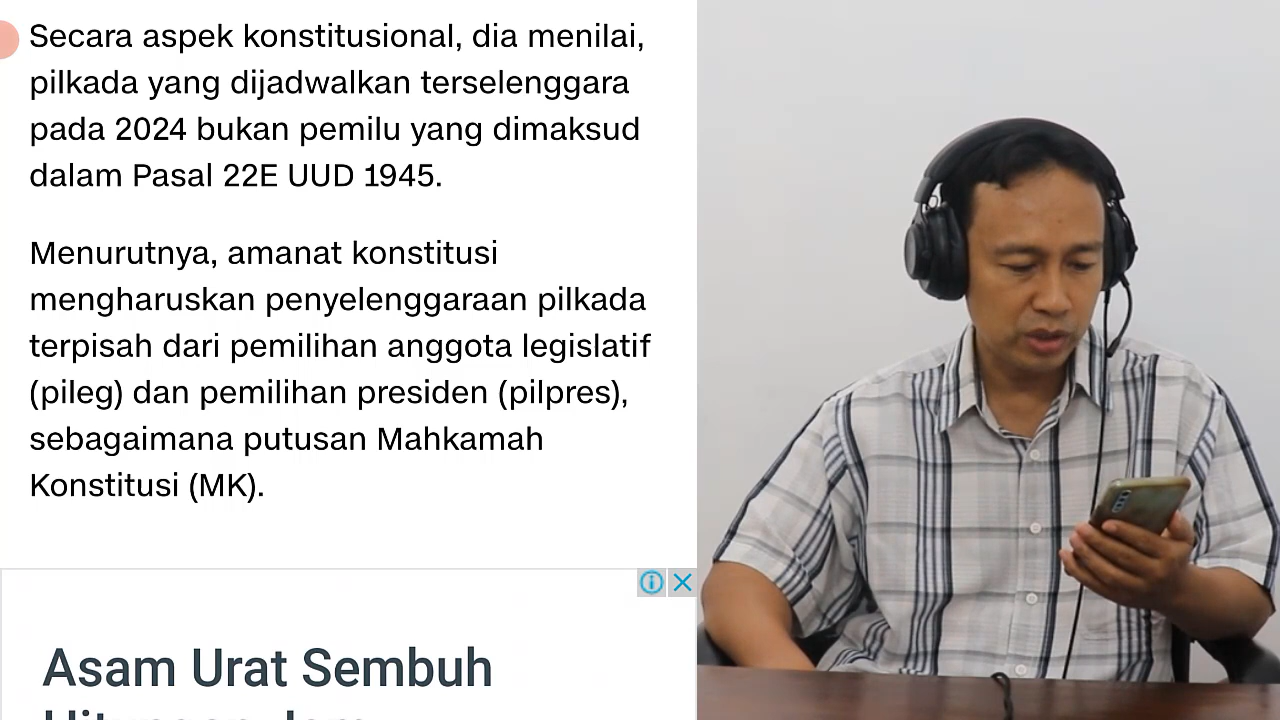 Secara aspek konstitusional, dia menilai,
pilkada yang dijadwalkan terselenggara
pada 2024 bukan pemilu yang dimaksud
dalam Pasal 22E UUD 1945.
Menurutnya, amanat konstitusi
mengharuskan penyelenggaraan pilkada
terpisah dari pemilihan anggota legislatif
(pileg) dan pemilihan presiden (pilpres),
sebagaimana putusan Mahkamah
Konstitusi (MK).
Asam Urat Sembuh